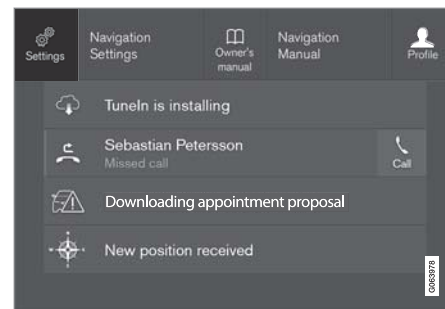 Settings
Navigation
Settings
Owner's
manual
Navigation
Manual
Profile
TuneIn is installing
Sebastian Petersson
Missed call
Call
Downloading appointment proposal
New position received
G063978